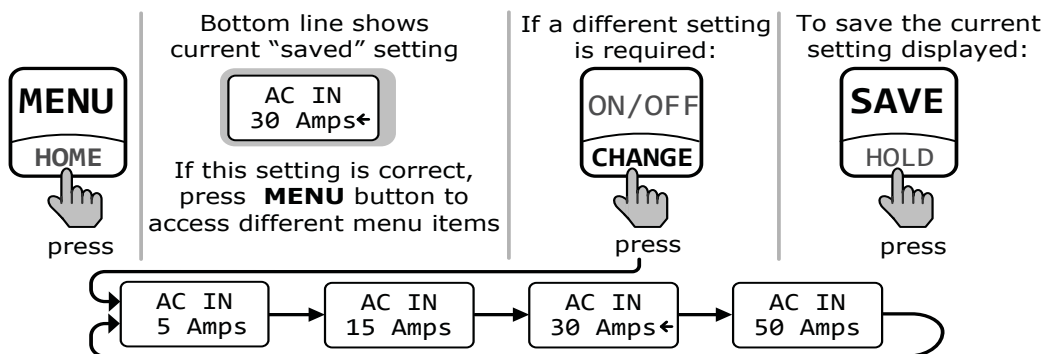 MENU
HOME
press
Bottom line shows
current “saved” setting
AC IN
30 Amps←
If this setting is correct,
press MENU button to
access different menu items
If a different setting
is required:
ON/OFF
CHANGE
press
To save the current
setting displayed:
SAVE
HOLD
press
AC IN
5 Amps
AC IN
15 Amps
AC IN
30 Amps←
AC IN
50 Amps